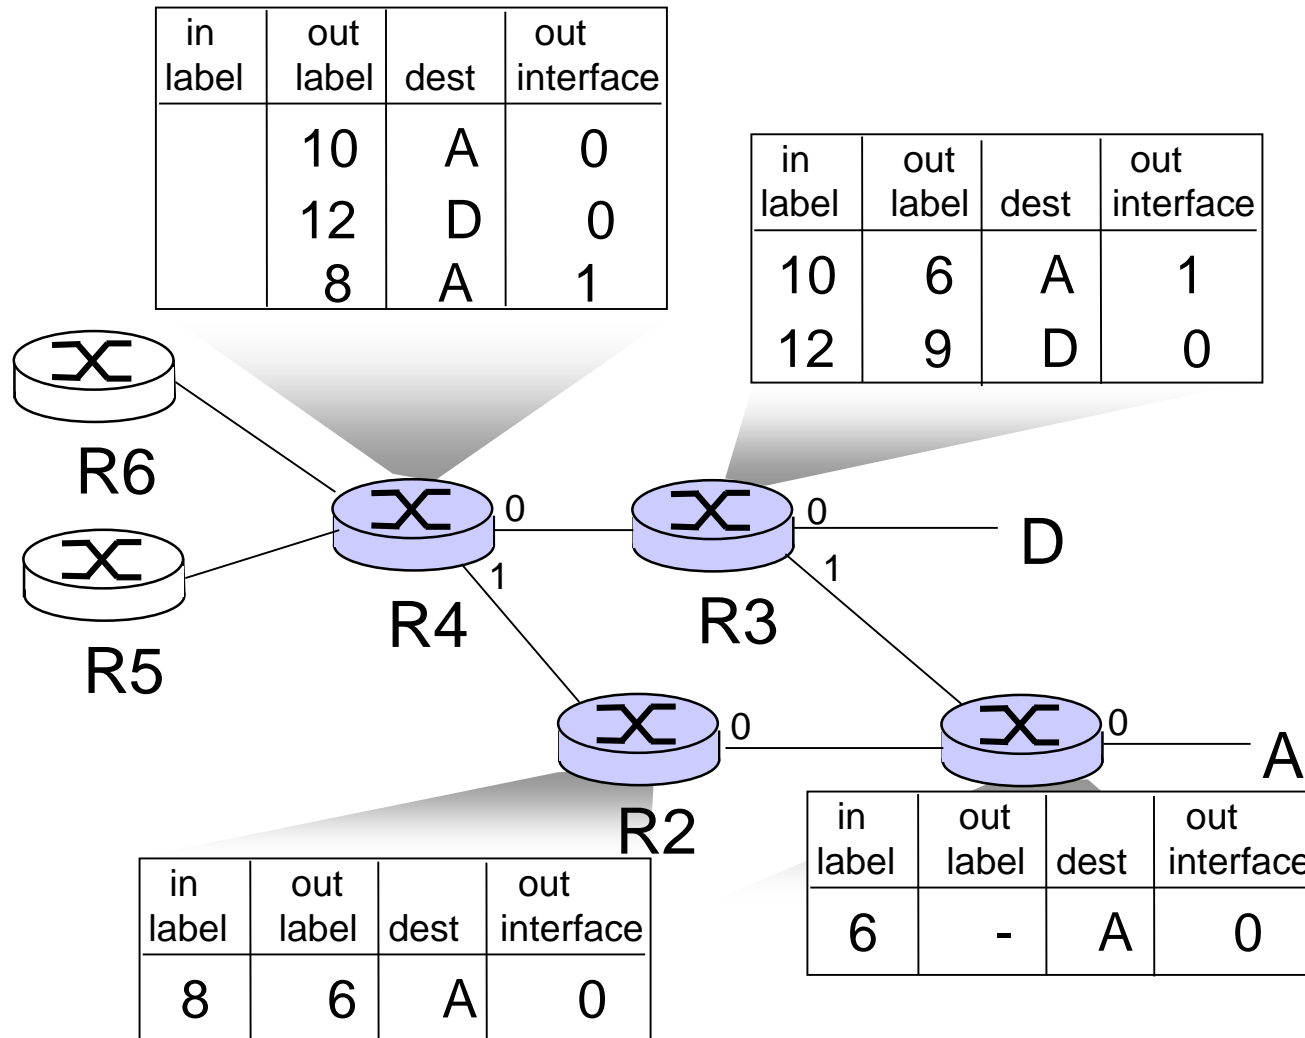 in out out
label label dest interface
10 A 0
12 D 0
8 A 1
in out out
label label dest interface
10 6 A 1
12 9 D 0
R6
R5
R4
0
1
R3
0
1
D
R2
0
0
A
in out out
label label dest interface
8 6 A 0
in out out
label label dest interface
6 - A 0